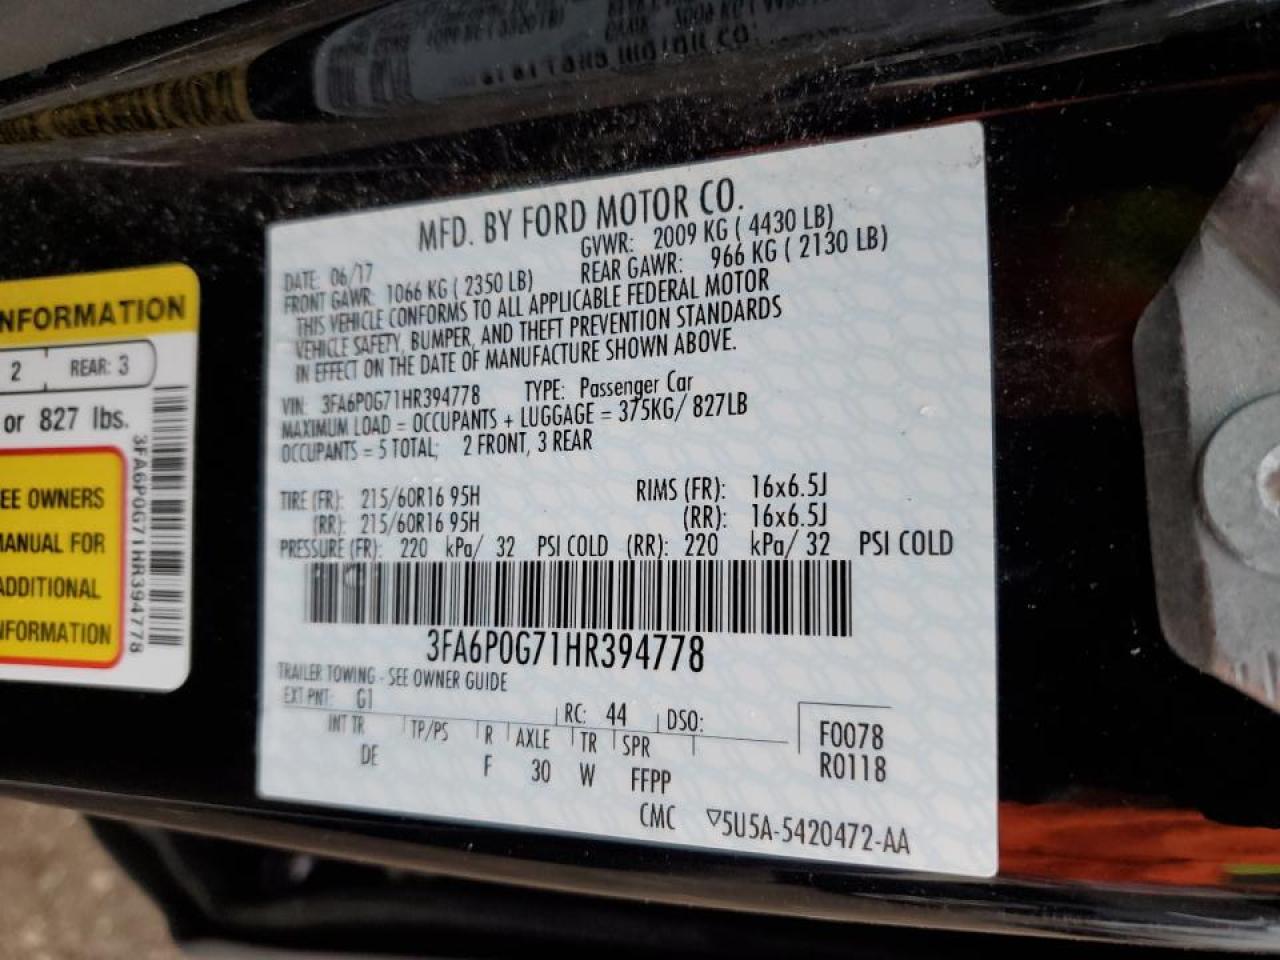 MFD. BY FORD MOTOR CO.
DATE: 06/17 GVWR: 2009 KG ( 4430 LB)
FRONT GAWR: 1066 KG ( 2350 LB) REAR GAWR: 966 KG ( 2130 LB)
THIS VEHICLE CONFORMS TO ALL APPLICABLE FEDERAL MOTOR
VEHICLE SAFETY, BUMPER, AND THEFT PREVENTION STANDARDS
IN EFFECT ON THE DATE OF MANUFACTURE SHOWN ABOVE.
VIN: 3FA6P0G71HR394778 TYPE: Passenger Car
MAXIMUM LOAD = OCCUPANTS + LUGGAGE = 375KG/ 827LB
OCCUPANTS = 5 TOTAL; 2 FRONT, 3 REAR
TIRE (FR): 215/60R16 95H RIMS (FR): 16x6.5J
(RR): 215/60R16 95H (RR): 16x6.5J
PRESSURE (FR): 220 kPa/ 32 PSI COLD (RR): 220 kPa/ 32 PSI COLD
3FA6P0G71HR394778
TRAILER TOWING - SEE OWNER GUIDE
EXT PNT: G1 RC: 44 DSO:
INT TR TP/PS R AXLE TR SPR
DE F 30 W FFPP
F0078
R0118
CMC ▽5U5A-5420472-AA
NFORMATION
2 REAR: 3
or 827 lbs.
EE OWNERS
MANUAL FOR
ADDITIONAL
NFORMATION
3FA6P0G71HR394778